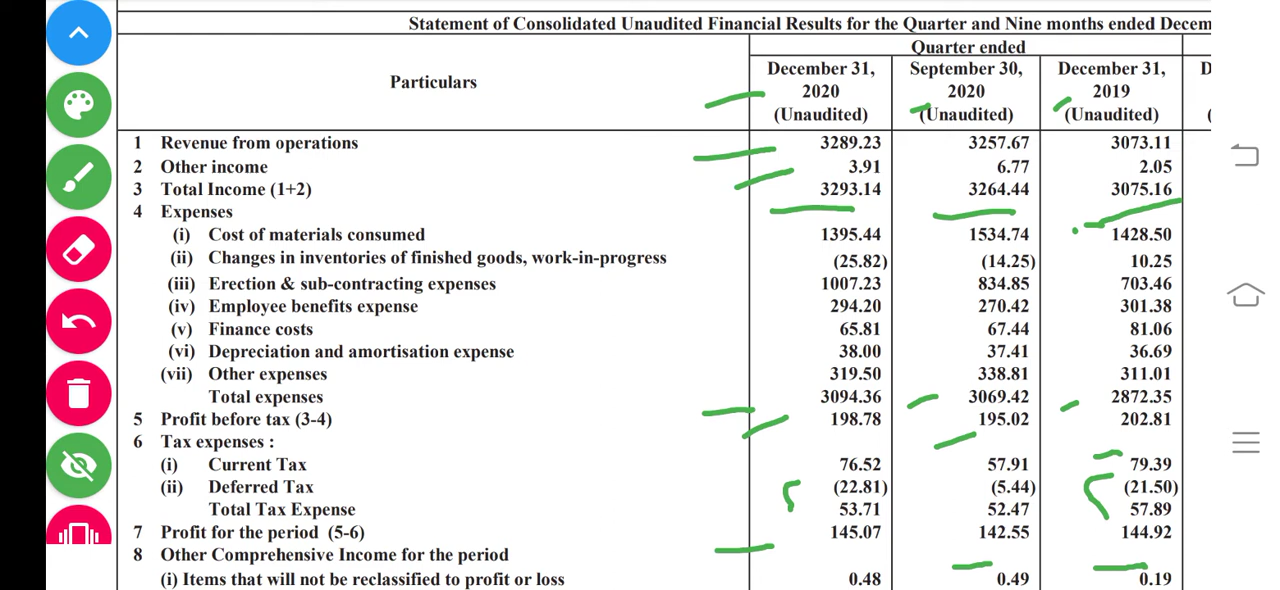 Statement of Consolidated Unaudited Financial Results for the Quarter and Nine months ended Decem
Particulars Quarter ended
December 31, 2020 (Unaudited) September 30, 2020 (Unaudited) December 31, 2019 (Unaudited) D (
1 Revenue from operations 3289.23 3257.67 3073.11
2 Other income 3.91 6.77 2.05
3 Total Income (1+2) 3293.14 3264.44 3075.16
4 Expenses
(i) Cost of materials consumed 1395.44 1534.74 1428.50
(ii) Changes in inventories of finished goods, work-in-progress (25.82) (14.25) 10.25
(iii) Erection & sub-contracting expenses 1007.23 834.85 703.46
(iv) Employee benefits expense 294.20 270.42 301.38
(v) Finance costs 65.81 67.44 81.06
(vi) Depreciation and amortisation expense 38.00 37.41 36.69
(vii) Other expenses 319.50 338.81 311.01
Total expenses 3094.36 3069.42 2872.35
5 Profit before tax (3-4) 198.78 195.02 202.81
6 Tax expenses :
(i) Current Tax 76.52 57.91 79.39
(ii) Deferred Tax (22.81) (5.44) (21.50)
Total Tax Expense 53.71 52.47 57.89
7 Profit for the period (5-6) 145.07 142.55 144.92
8 Other Comprehensive Income for the period
(i) Items that will not be reclassified to profit or loss 0.48 0.49 0.19